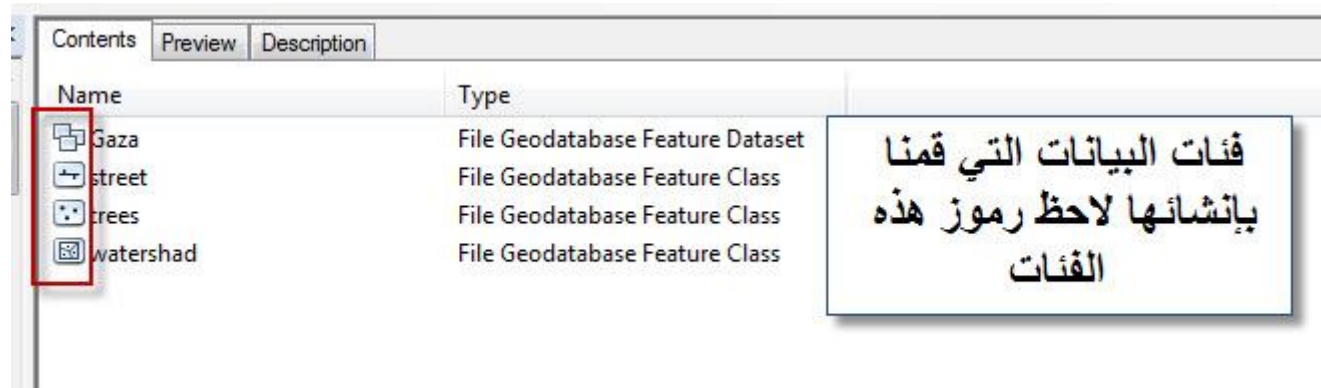 Contents Preview Description
Name Type
Gaza File Geodatabase Feature Dataset
street File Geodatabase Feature Class
trees File Geodatabase Feature Class
watershad File Geodatabase Feature Class
فئات البيانات التي قمنا
بإنشائها لاحظ رموز هذه
الفئات